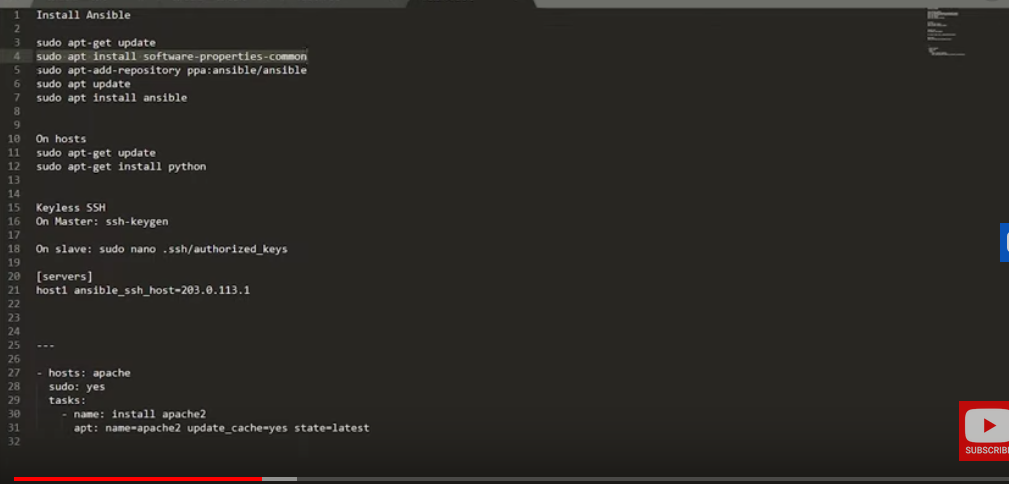 1 Install Ansible
2
3 sudo apt-get update
4 sudo apt install software-properties-common
5 sudo apt-add-repository ppa:ansible/ansible
6 sudo apt update
7 sudo apt install ansible
8
9
10 On hosts
11 sudo apt-get update
12 sudo apt-get install python
13
14
15 Keyless SSH
16 On Master: ssh-keygen
17
18 On slave: sudo nano .ssh/authorized_keys
19
20 [servers]
21 host1 ansible_ssh_host=203.0.113.1
22
23
24
25 ---
26
27 - hosts: apache
28 sudo: yes
29 tasks:
30 - name: install apache2
31 apt: name=apache2 update_cache=yes state=latest
32
SUBSCRIBE